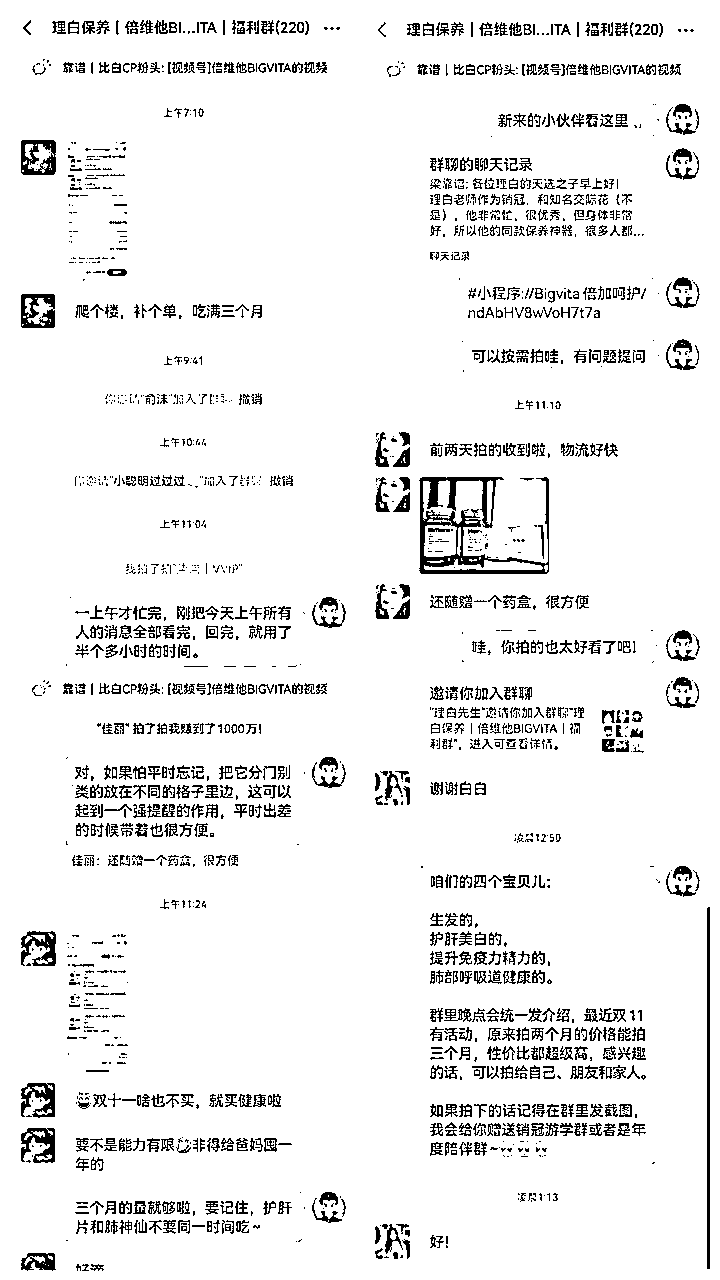 理白保养丨倍维他BI...ITA丨福利群(220)
靠谱丨比白CP粉头: [视频号]倍维他BIGVITA的视频
上午7:10
爬个楼，补个单，吃满三个月
上午9:41
撤销
上午10:44
你邀请"小聪明过过过、_"加入了群聊 撤销
上午11:04
一上午才忙完，刚把今天上午所有
人的消息全部看完，回完，就用了
半个多小时的时间。
靠谱丨比白CP粉头: [视频号]倍维他BIGVITA的视频
"佳丽" 拍了拍我赚到了1000万!
对，如果怕平时忘记，把它分门别
类的放在不同的格子里边，这可以
起到一个强提醒的作用，平时出差
的时候带着也很方便。
佳丽：还随赠一个药盒，很方便
上午11:24
双十一啥也不买，就买健康啦
要不是能力有限 非得给爸妈囤一
年的
三个月的量就够啦，要记住，护肝
片和肺神仙不要同一时间吃~
好滴
理白保养丨倍维他BI...ITA丨福利群(220)
靠谱丨比白CP粉头: [视频号]倍维他BIGVITA的视频
新来的小伙伴看这里
群聊的聊天记录
梁靠谱: 各位理白的天选之子早上好!
理白老师作为销冠，和知名交际花（不
是），他非常忙，很优秀，但身体非常
好，所以他的同款保养神器，很多人都...
聊天记录
#小程序://Bigvita 倍加呵护/
ndAbHV8wVoH7t7a
可以按需拍哇，有问题提问
上午11:10
前两天拍的收到啦，物流好快
还随赠一个药盒，很方便
哇，你拍的也太好看了吧!
邀请你加入群聊
"理白先生"邀请你加入群聊"理
白保养丨倍维他BIGVITA丨福
利群"，进入可查看详情。
谢谢白白
凌晨12:50
咱们的四个宝贝儿：
生发的，
护肝美白的，
提升免疫力精力的，
肺部呼吸道健康的。
群里晚点会统一发介绍，最近双 11
有活动，原来拍两个月的价格能拍
三个月，性价比都超级高，感兴趣
的话，可以拍给自己、朋友和家人。
如果拍下的话记得在群里发截图，
我会给你赠送销冠游学群或者是年
度陪伴群~
凌晨1:13
好!